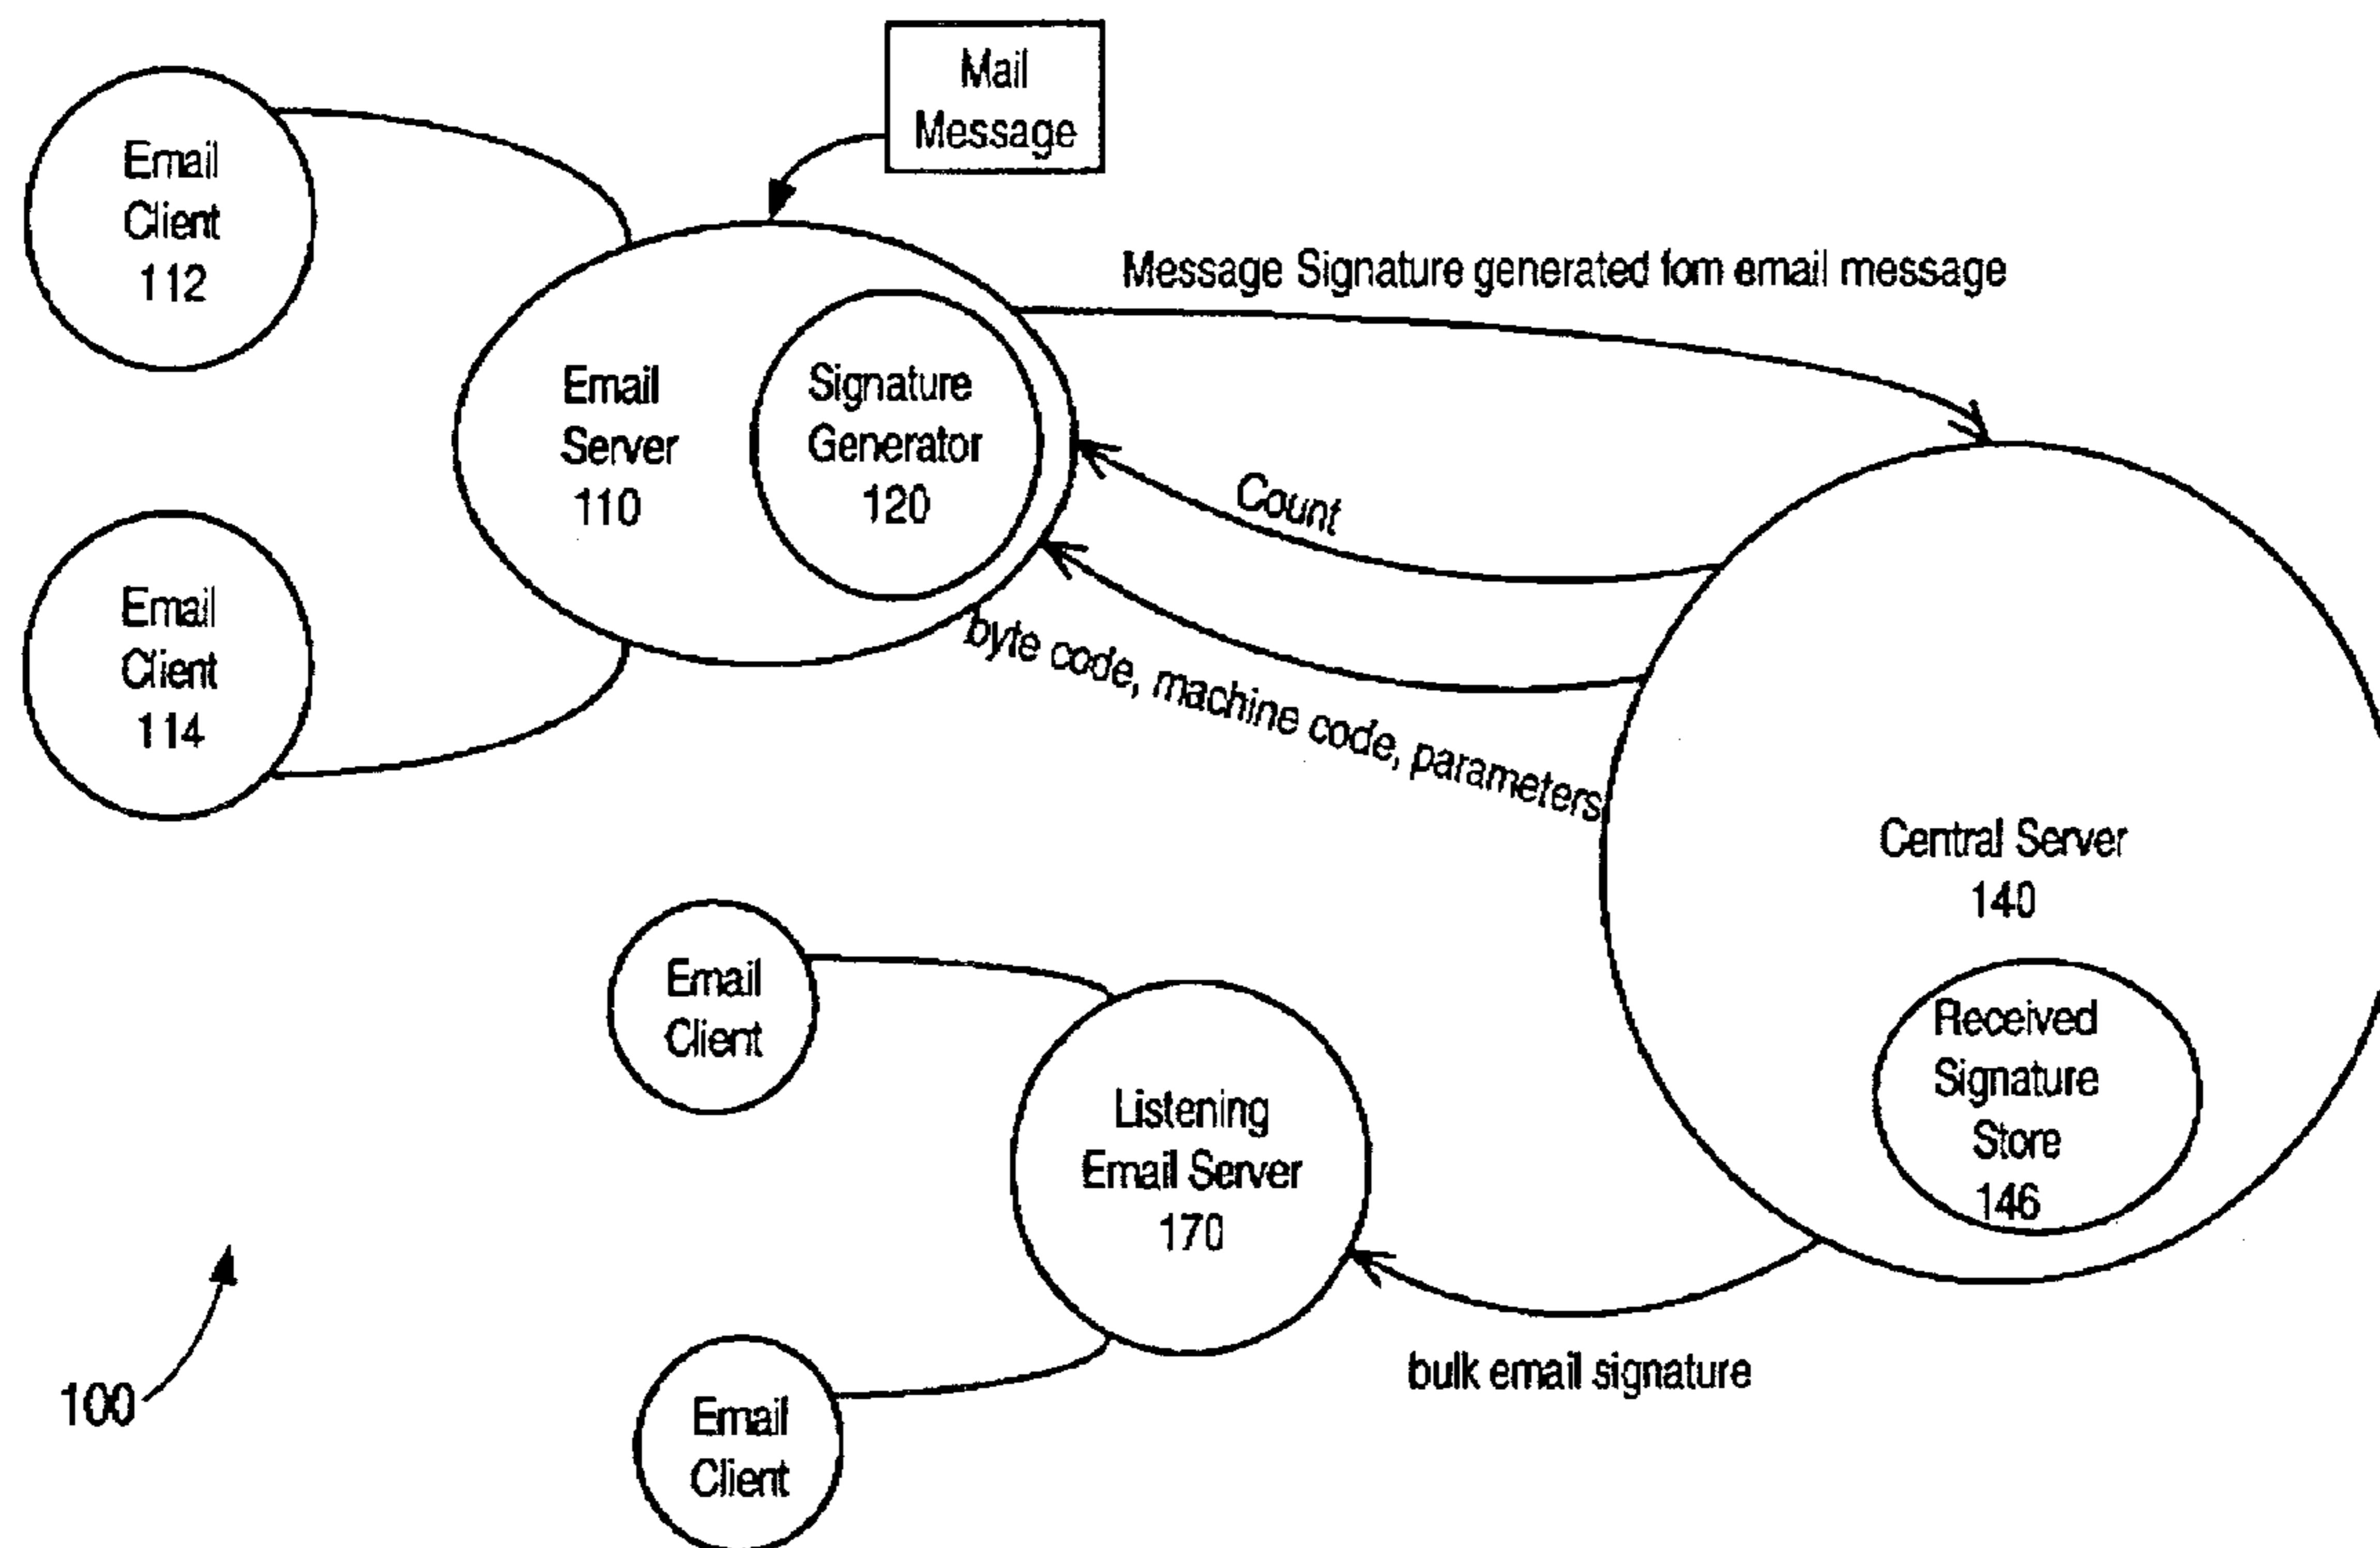 Mail
Message
Email
Client
112
Message Signature generated fom email message
Email
Server
110
Signature
Generator
120
Count
Email
Client
114
byte code, machine code, parameters
Central Server
140
Email
Client
Received
Signature
Store
146
Listening
Email Server
170
bulk email signature
100
Email
Client